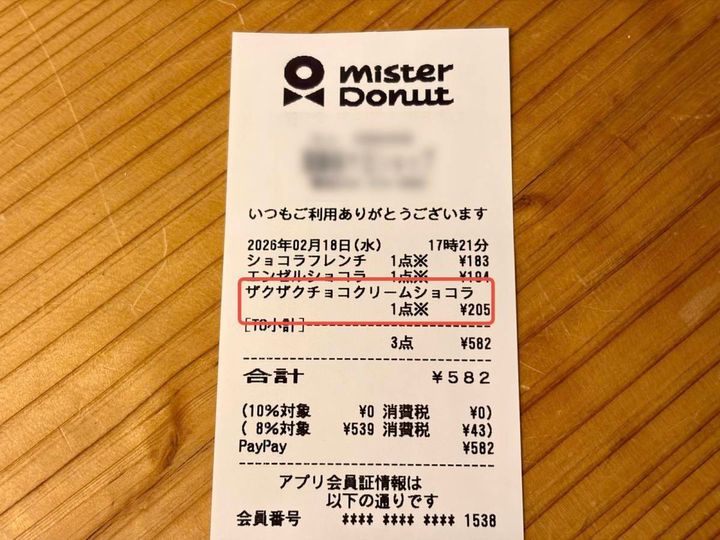 mister
Donut
いつもご利用ありがとうございます
2026年02月18日(水) 17時21分
ショコラフレンチ 1点※ ¥183
エンゼルショコラ 1点※ ¥194
ザクザクチョコクリームショコラ
1点※ ¥205
[TO小計]
3点 ¥582
合計 ¥582
(10%対象 ¥0 消費税 ¥0)
( 8%対象 ¥539 消費税 ¥43)
PayPay ¥582
アプリ会員証情報は
以下の通りです
会員番号 **** **** **** 1538